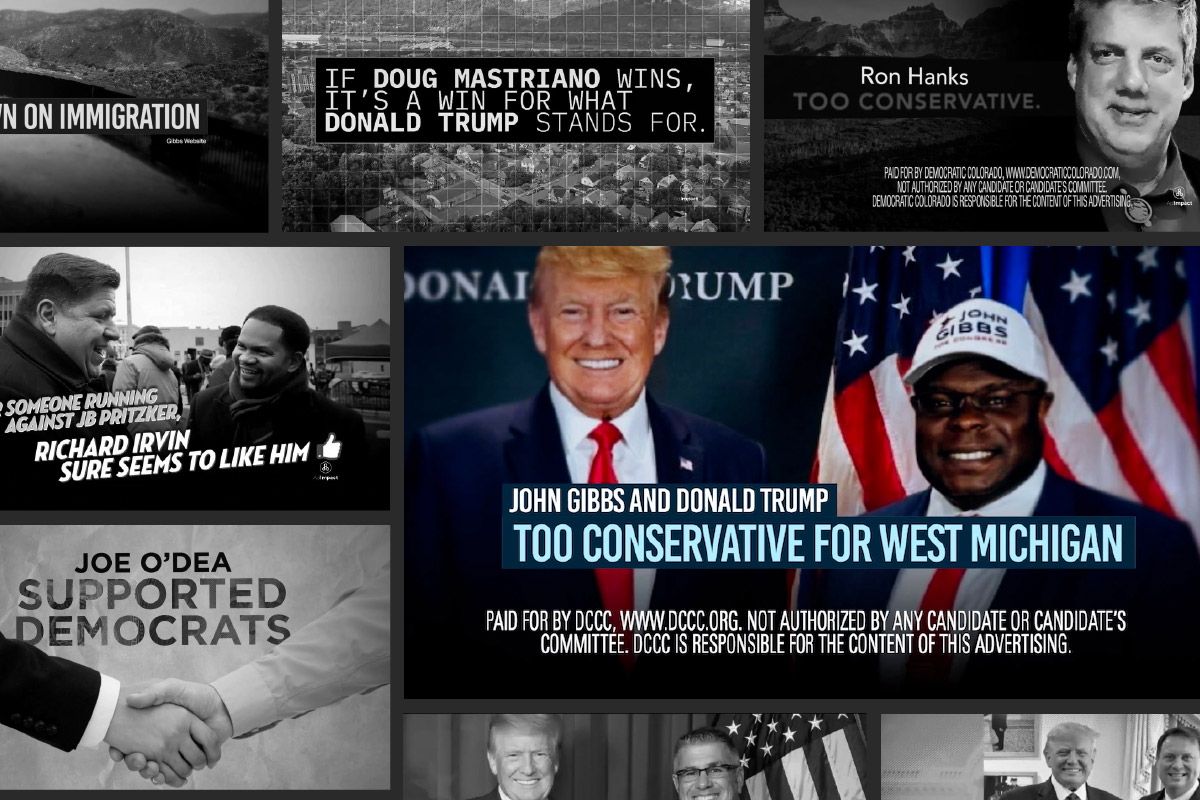 N ON IMMIGRATION
Gibbs Website
IF DOUG MASTRIANO WINS,
IT'S A WIN FOR WHAT
DONALD TRUMP STANDS FOR.
Ron Hanks
TOO CONSERVATIVE.
PAID FOR BY DEMOCRATIC COLORADO, WWW.DEMOCRATICCOLORADO.COM,
NOT AUTHORIZED BY ANY CANDIDATE OR CANDIDATE'S COMMITTEE.
DEMOCRATIC COLORADO IS RESPONSIBLE FOR THE CONTENT OF THIS ADVERTISING.
AdImpact
SOMEONE RUNNING
AGAINST JB PRITZKER,
RICHARD IRVIN
SURE SEEMS TO LIKE HIM
AdImpact
DONAL TRUMP
JOHN
GIBBS
FOR CONGRESS
JOHN GIBBS AND DONALD TRUMP
TOO CONSERVATIVE FOR WEST MICHIGAN
PAID FOR BY DCCC, WWW.DCCC.ORG. NOT AUTHORIZED BY ANY CANDIDATE OR CANDIDATE'S
COMMITTEE. DCCC IS RESPONSIBLE FOR THE CONTENT OF THIS ADVERTISING.
JOE O'DEA
SUPPORTED
DEMOCRATS